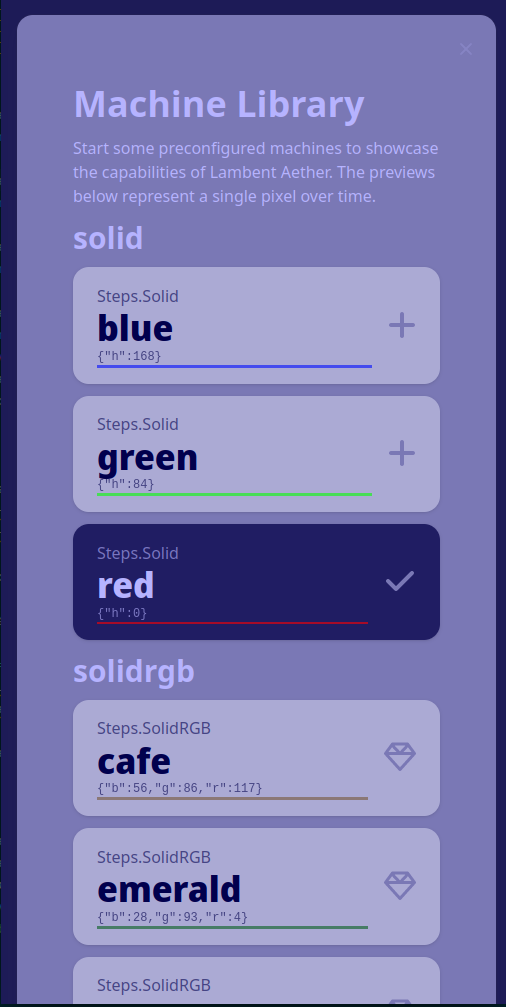 Machine Library
Start some preconfigured machines to showcase
the capabilities of Lambent Aether. The previews
below represent a single pixel over time.
solid
Steps.Solid
blue
{"h":168}
Steps.Solid
green
{"h":84}
Steps.Solid
red
{"h":0}
solidrgb
Steps.SolidRGB
cafe
{"b":56,"g":86,"r":117}
Steps.SolidRGB
emerald
{"b":28,"g":93,"r":4}
Steps.SolidRGB